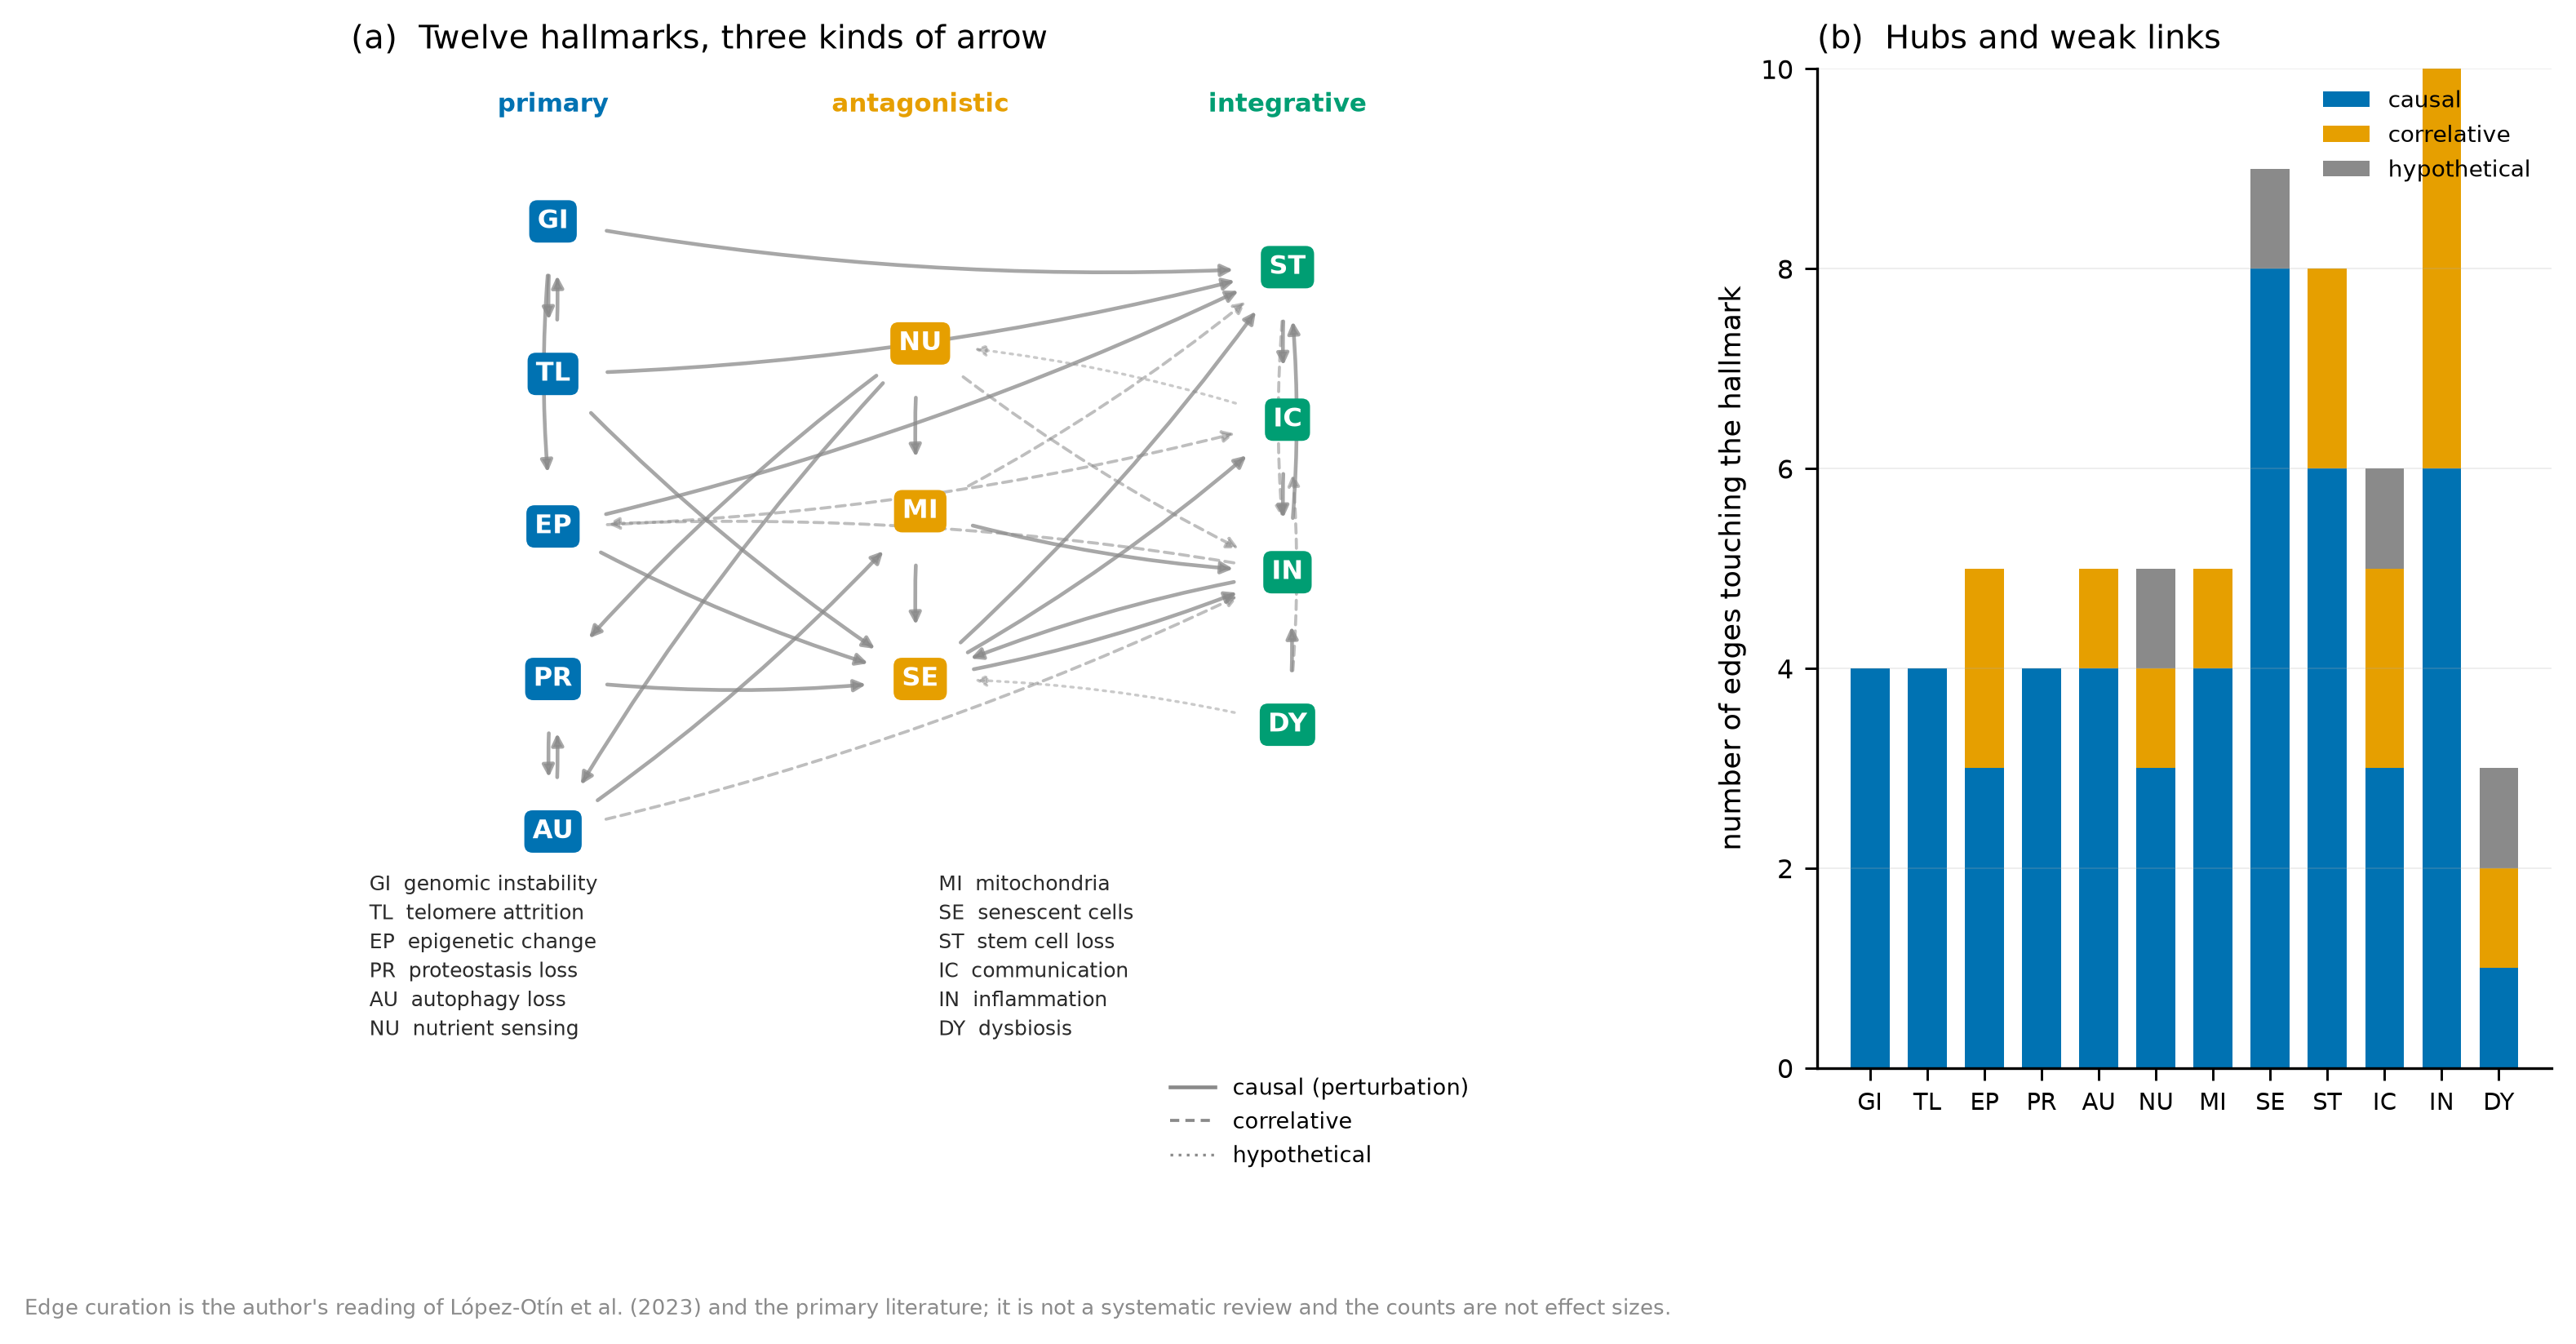 (a)  Twelve hallmarks, three kinds of arrow
primary
antagonistic
integrative
GI
TL
EP
PR
AU
NU
MI
SE
ST
IC
IN
DY
GI  genomic instability
TL  telomere attrition
EP  epigenetic change
PR  proteostasis loss
AU  autophagy loss
NU  nutrient sensing
MI  mitochondria
SE  senescent cells
ST  stem cell loss
IC  communication
IN  inflammation
DY  dysbiosis
causal (perturbation)
correlative
hypothetical
(b)  Hubs and weak links
number of edges touching the hallmark
10
8
6
4
2
0
causal
correlative
hypothetical
GI TL EP PR AU NU MI SE ST IC IN DY
Edge curation is the author's reading of López-Otín et al. (2023) and the primary literature; it is not a systematic review and the counts are not effect sizes.